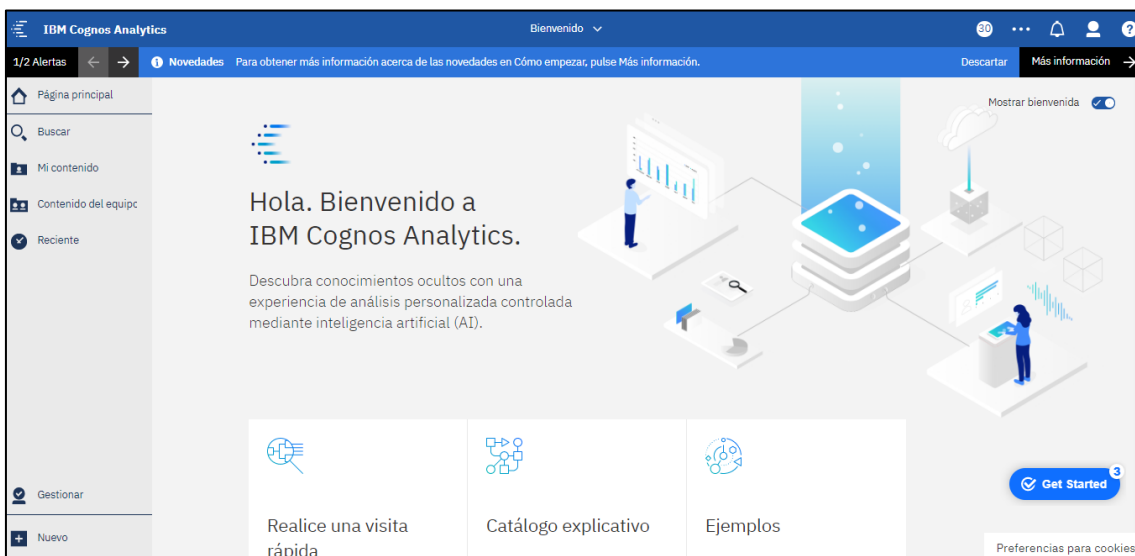 IBM Cognos Analytics
Bienvenido
30
?
1/2 Alertas
Novedades Para obtener más información acerca de las novedades en Cómo empezar, pulse Más información.
Descartar
Más información
Página principal
Buscar
Mi contenido
Contenido del equipc
Reciente
Gestionar
Nuevo
Mostrar bienvenida
Hola. Bienvenido a
IBM Cognos Analytics.
Descubra conocimientos ocultos con una
experiencia de análisis personalizada controlada
mediante inteligencia artificial (AI).
Realice una visita
rápida
Catálogo explicativo
Ejemplos
Get Started
3
Preferencias para cookies